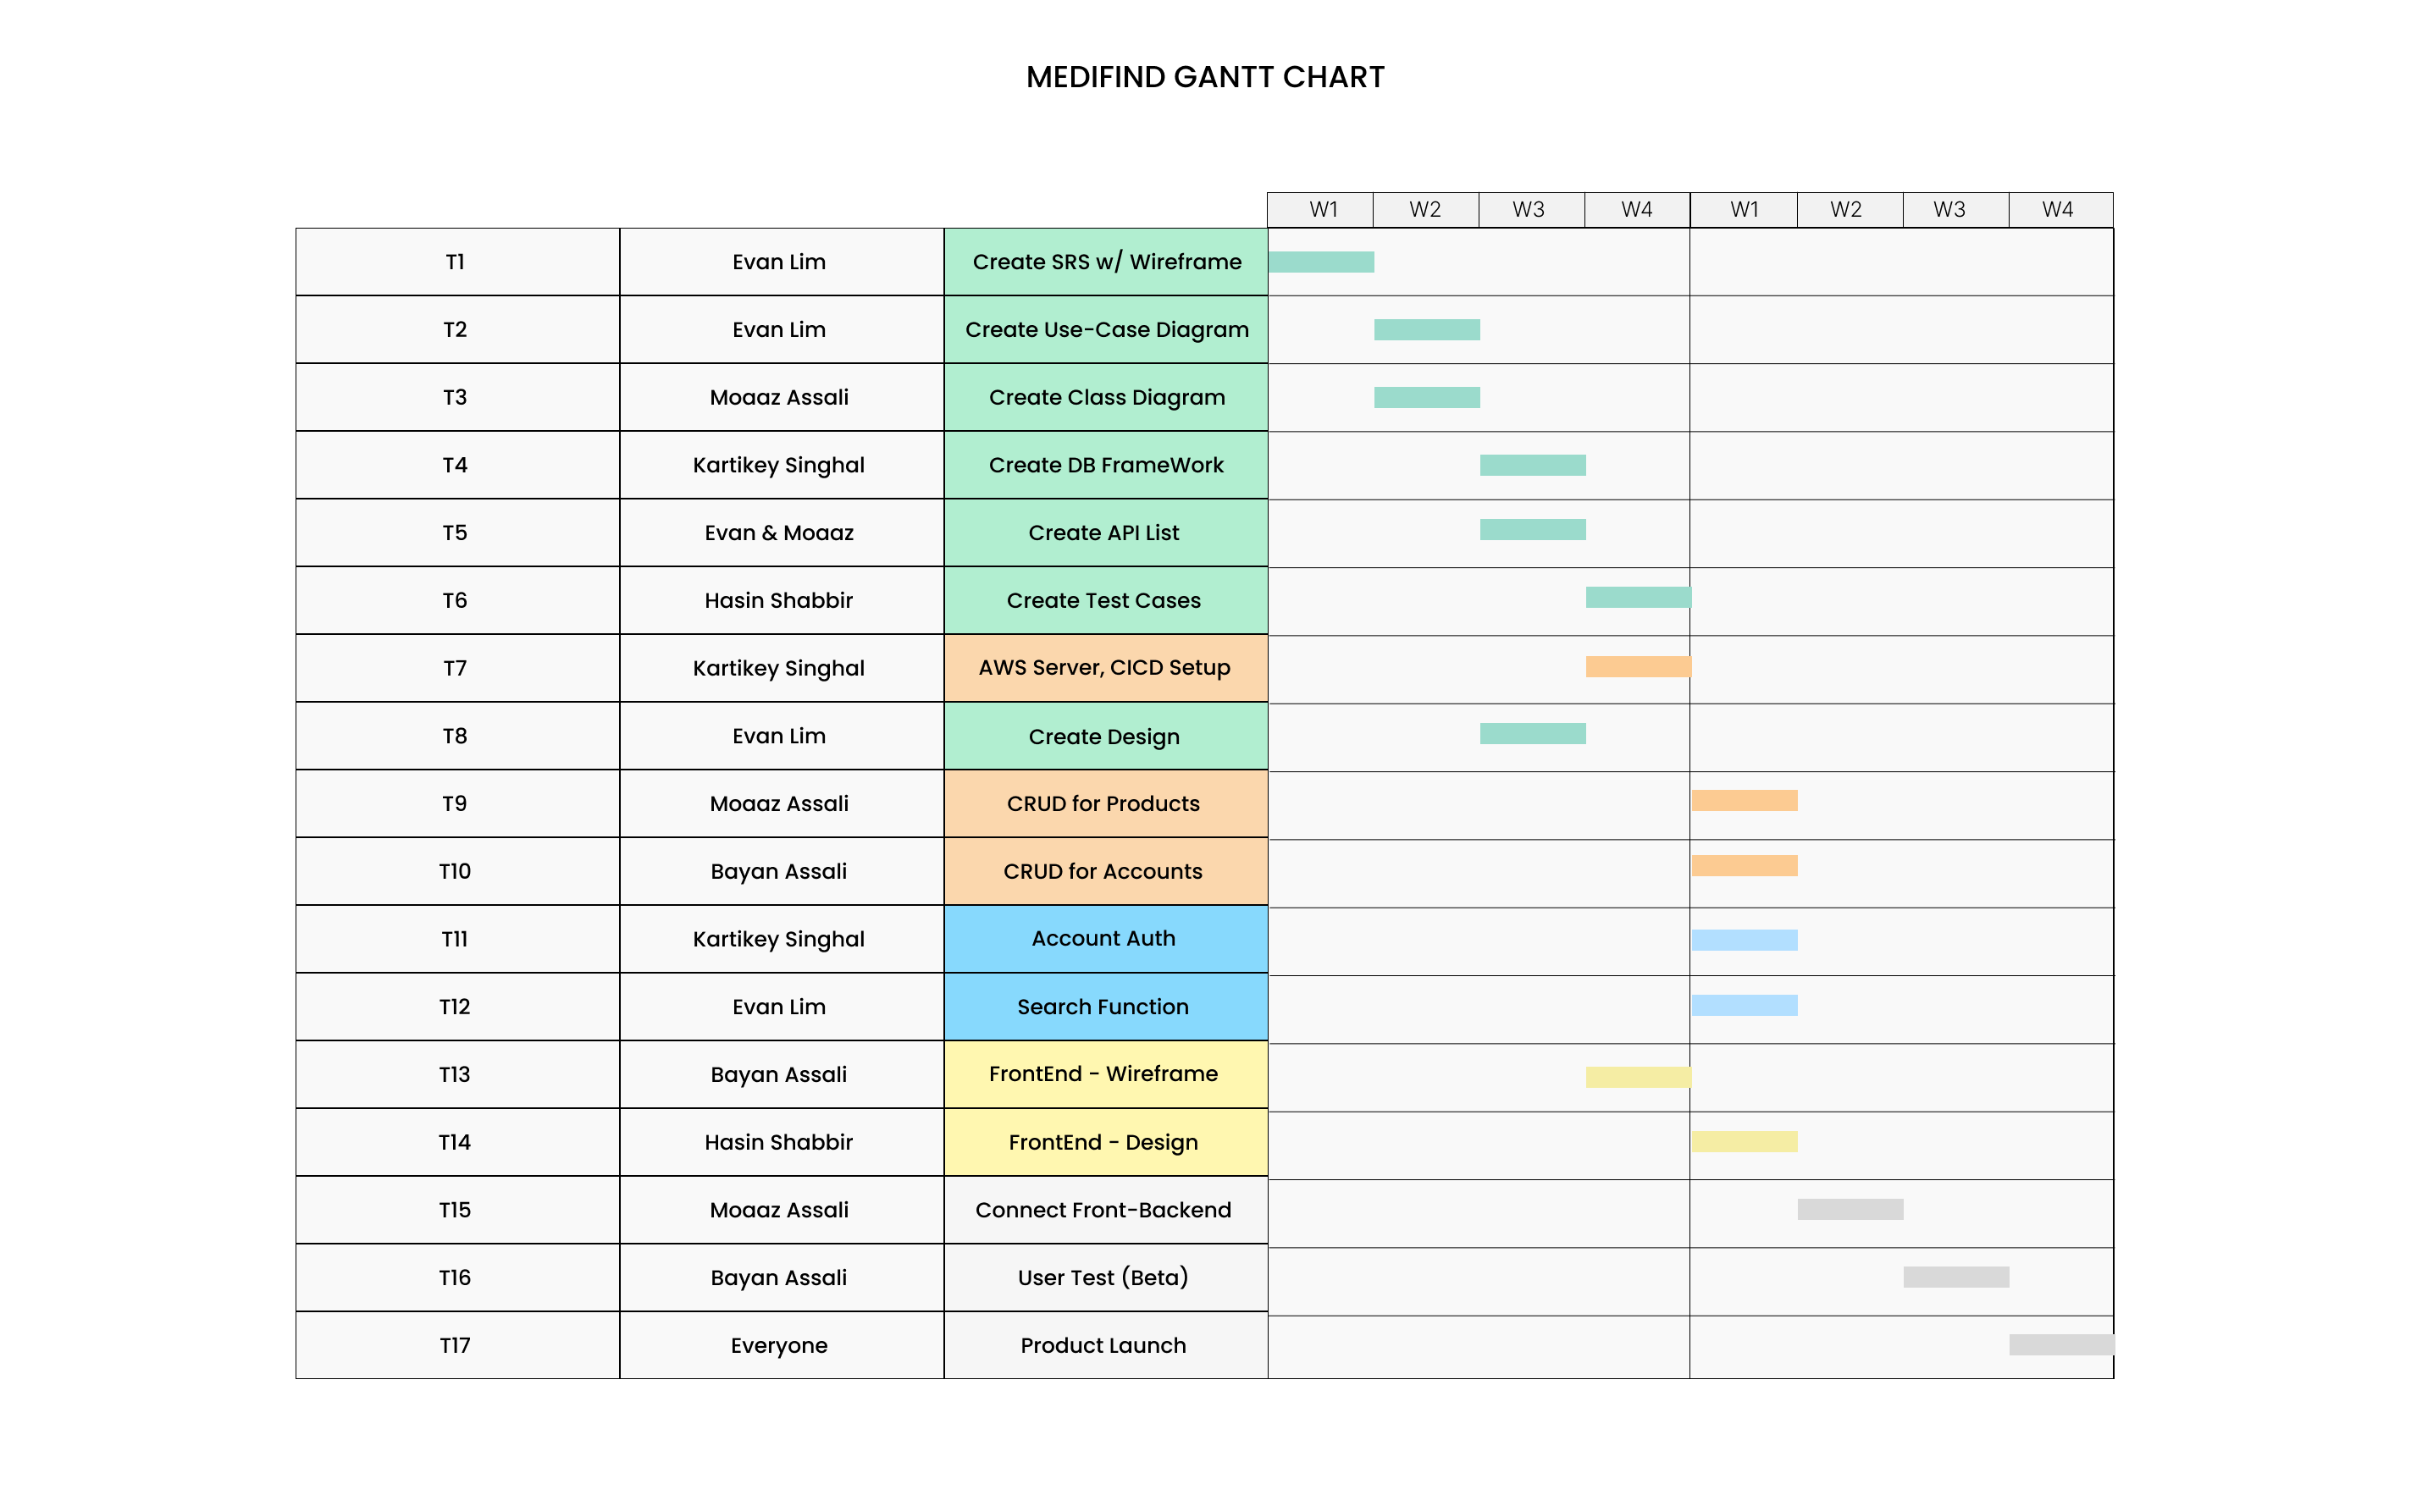 MEDIFIND GANTT CHART
W1 W2 W3 W4 W1 W2 W3 W4
T1 Evan Lim Create SRS w/ Wireframe
T2 Evan Lim Create Use-Case Diagram
T3 Moaaz Assali Create Class Diagram
T4 Kartikey Singhal Create DB FrameWork
T5 Evan & Moaaz Create API List
T6 Hasin Shabbir Create Test Cases
T7 Kartikey Singhal AWS Server, CICD Setup
T8 Evan Lim Create Design
T9 Moaaz Assali CRUD for Products
T10 Bayan Assali CRUD for Accounts
T11 Kartikey Singhal Account Auth
T12 Evan Lim Search Function
T13 Bayan Assali FrontEnd - Wireframe
T14 Hasin Shabbir FrontEnd - Design
T15 Moaaz Assali Connect Front-Backend
T16 Bayan Assali User Test (Beta)
T17 Everyone Product Launch